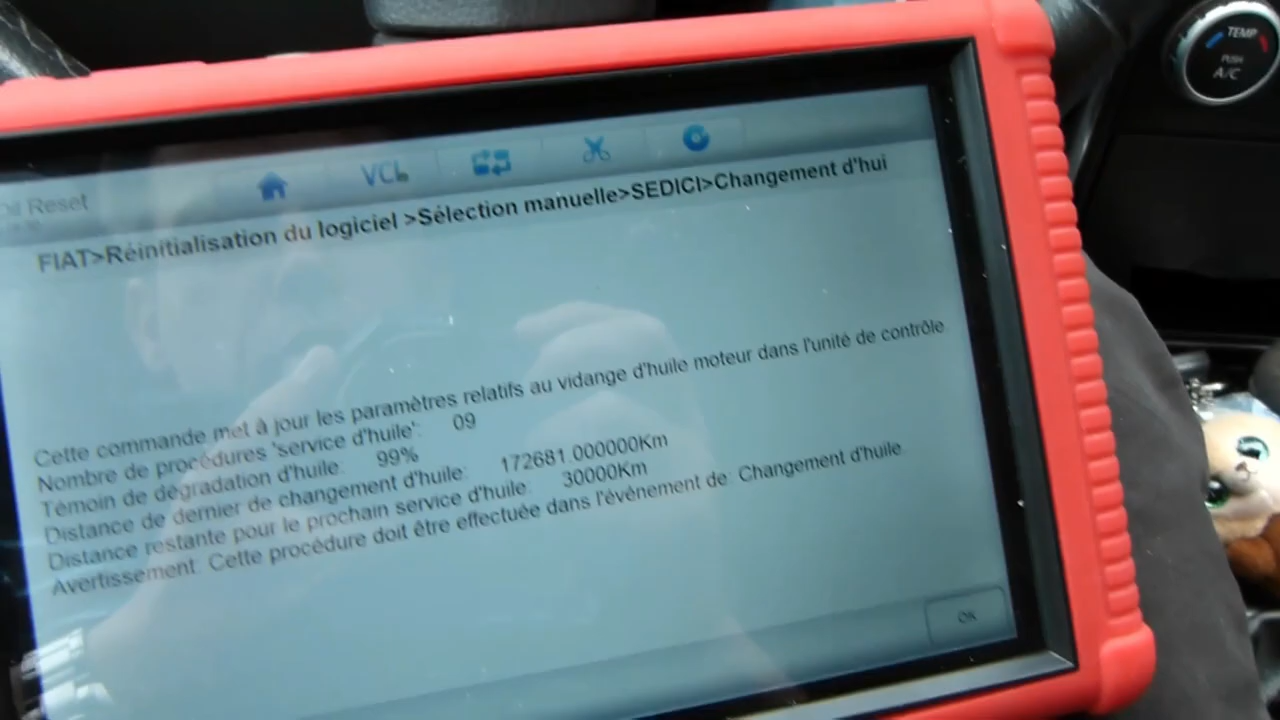 TEMP
PUSH
A/C
VCI
Oil Reset
FIAT>Réinitialisation du logiciel >Sélection manuelle>SEDICI>Changement d'hui
Cette commande met à jour les paramètres relatifs au vidange d'huile moteur dans l'unité de contrôle
Nombre de procédures 'service d'huile': 09
Témoin de dégradation d'huile: 99%
Distance de dernier de changement d'huile: 172681.000000Km
Distance restante pour le prochain service d'huile: 30000Km
Avertissement: Cette procédure doit être effectuée dans l'événement de: Changement d'huile
OK